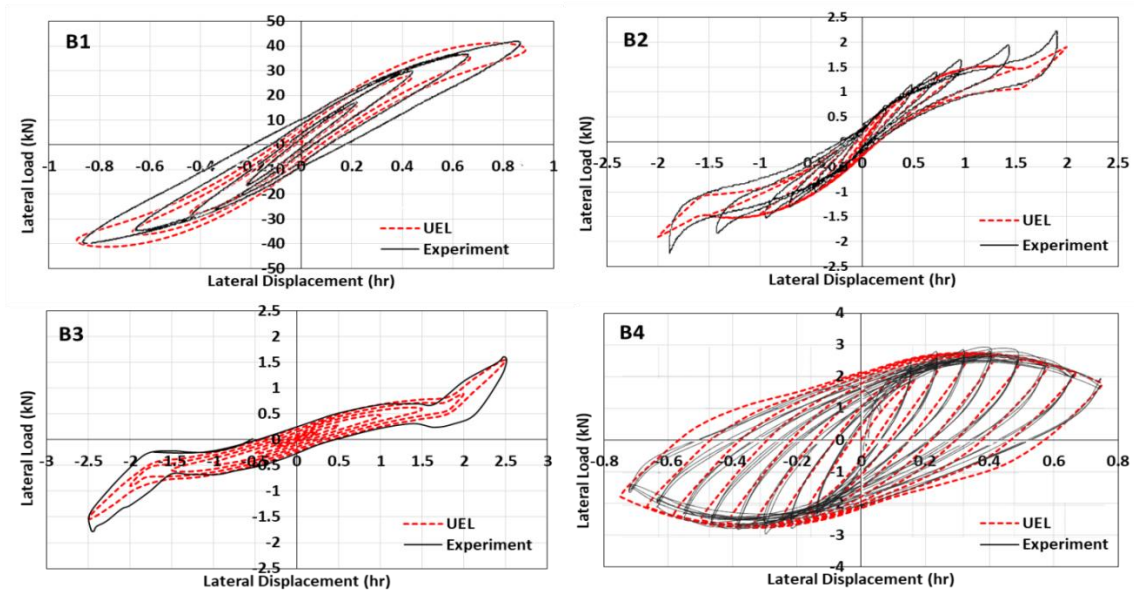 B1
50
40
30
20
10
0
-10
-20
-30
-40
-50
-1 -0.8 -0.6 -0.4 -0.2 0 0.2 0.4 0.6 0.8 1
Lateral Load (kN)
UEL
Experiment
Lateral Displacement (hr)
B2
2.5
2
1.5
1
0.5
0
-0.5
-1
-1.5
-2
-2.5
-2.5 -2 -1.5 -1 -0.5 0 0.5 1 1.5 2 2.5
Lateral Load (kN)
UEL
Experiment
Lateral Displacement (hr)
B3
2.5
2
1.5
1
0.5
0
-0.5
-1
-1.5
-2
2.5
-3 -2.5 -2 -1.5 -1 -0.5 0 0.5 1 1.5 2 2.5 3
Lateral Load (kN)
UEL
Experiment
Lateral Displacement (hr)
B4
4
3
2
1
0
-1
-2
-3
-4
-0.8 -0.6 -0.4 -0.2 0 0.2 0.4 0.6 0.8
Lateral Load (kN)
UEL
Experiment
Lateral Displacement (hr)